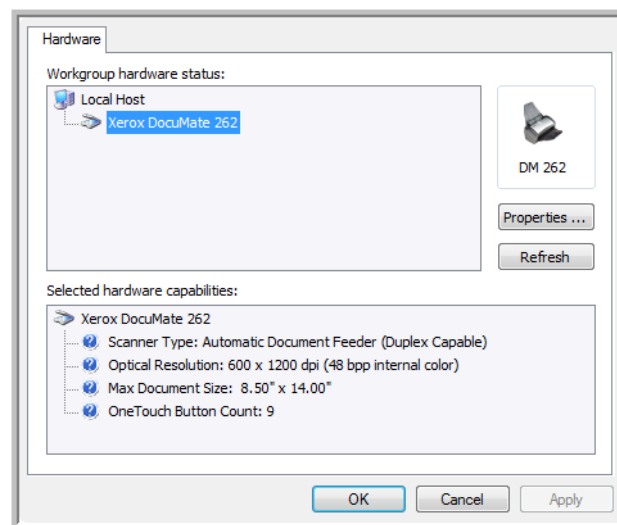 Hardware
Workgroup hardware status:
Local Host
Xerox DocuMate 262
DM 262
Properties ...
Refresh
Selected hardware capabilities:
Xerox DocuMate 262
Scanner Type: Automatic Document Feeder (Duplex Capable)
Optical Resolution: 600 x 1200 dpi (48 bpp internal color)
Max Document Size:  8.50" x 14.00"
OneTouch Button Count: 9
OK
Cancel
Apply